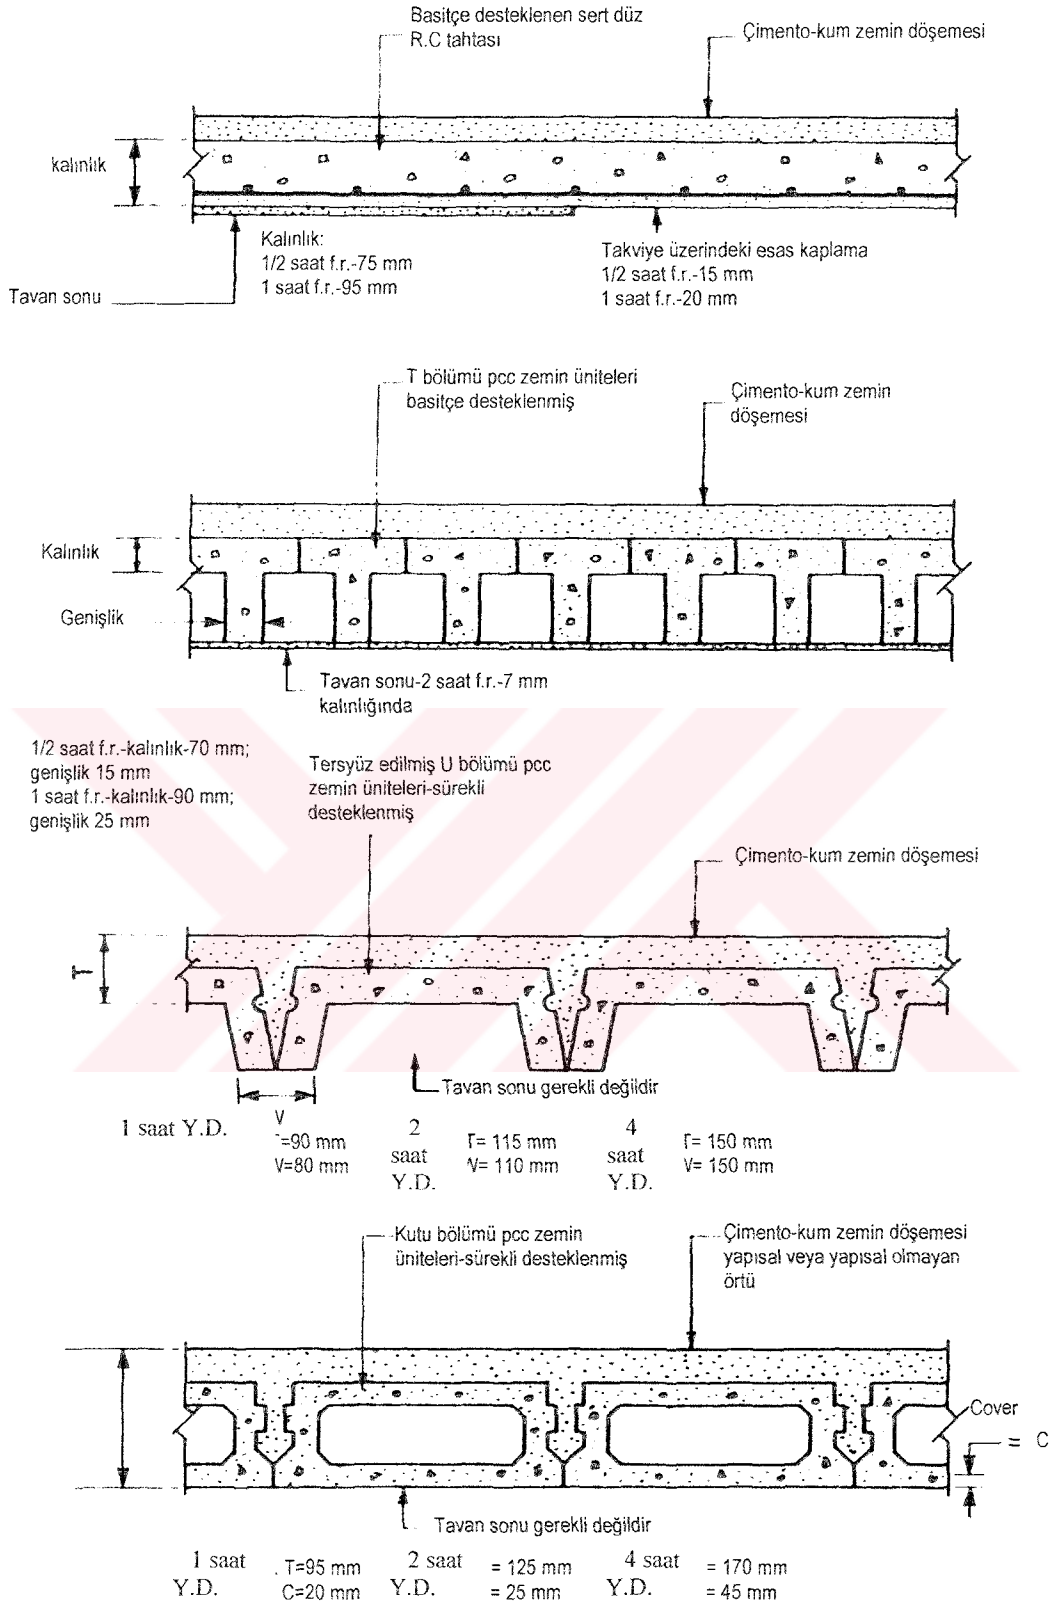 Basitçe desteklenen sert düz
R.C tahtası
Çimento-kum zemin döşemesi
kalınlık
Kalınlık:
1/2 saat f.r.-75 mm
1 saat f.r.-95 mm
Takviye üzerindeki esas kaplama
1/2 saat f.r.-15 mm
1 saat f.r.-20 mm
Tavan sonu
T bölümü pcc zemin üniteleri
basitçe desteklenmiş
Çimento-kum zemin
döşemesi
Kalınlık
Genişlik
Tavan sonu-2 saat f.r.-7 mm
kalınlığında
1/2 saat f.r.-kalınlık-70 mm;
genişlik 15 mm
1 saat f.r.-kalınlık-90 mm;
genişlik 25 mm
Tersyüz edilmiş U bölümü pcc
zemin üniteleri-sürekli
desteklenmiş
Çimento-kum zemin döşemesi
T
Tavan sonu gerekli değildir
V
1 saat Y.D.
=90 mm
V=80 mm
2
saat
Y.D.
T= 115 mm
V= 110 mm
4
saat
Y.D.
T= 150 mm
V= 150 mm
Kutu bölümü pcc zemin
üniteleri-sürekli desteklenmiş
Çimento-kum zemin döşemesi
yapısal veya yapısal olmayan
örtü
Cover
= C
Tavan sonu gerekli değildir
1 saat
Y.D.
T=95 mm
C=20 mm
2 saat
Y.D.
= 125 mm
= 25 mm
4 saat
Y.D.
= 170 mm
= 45 mm